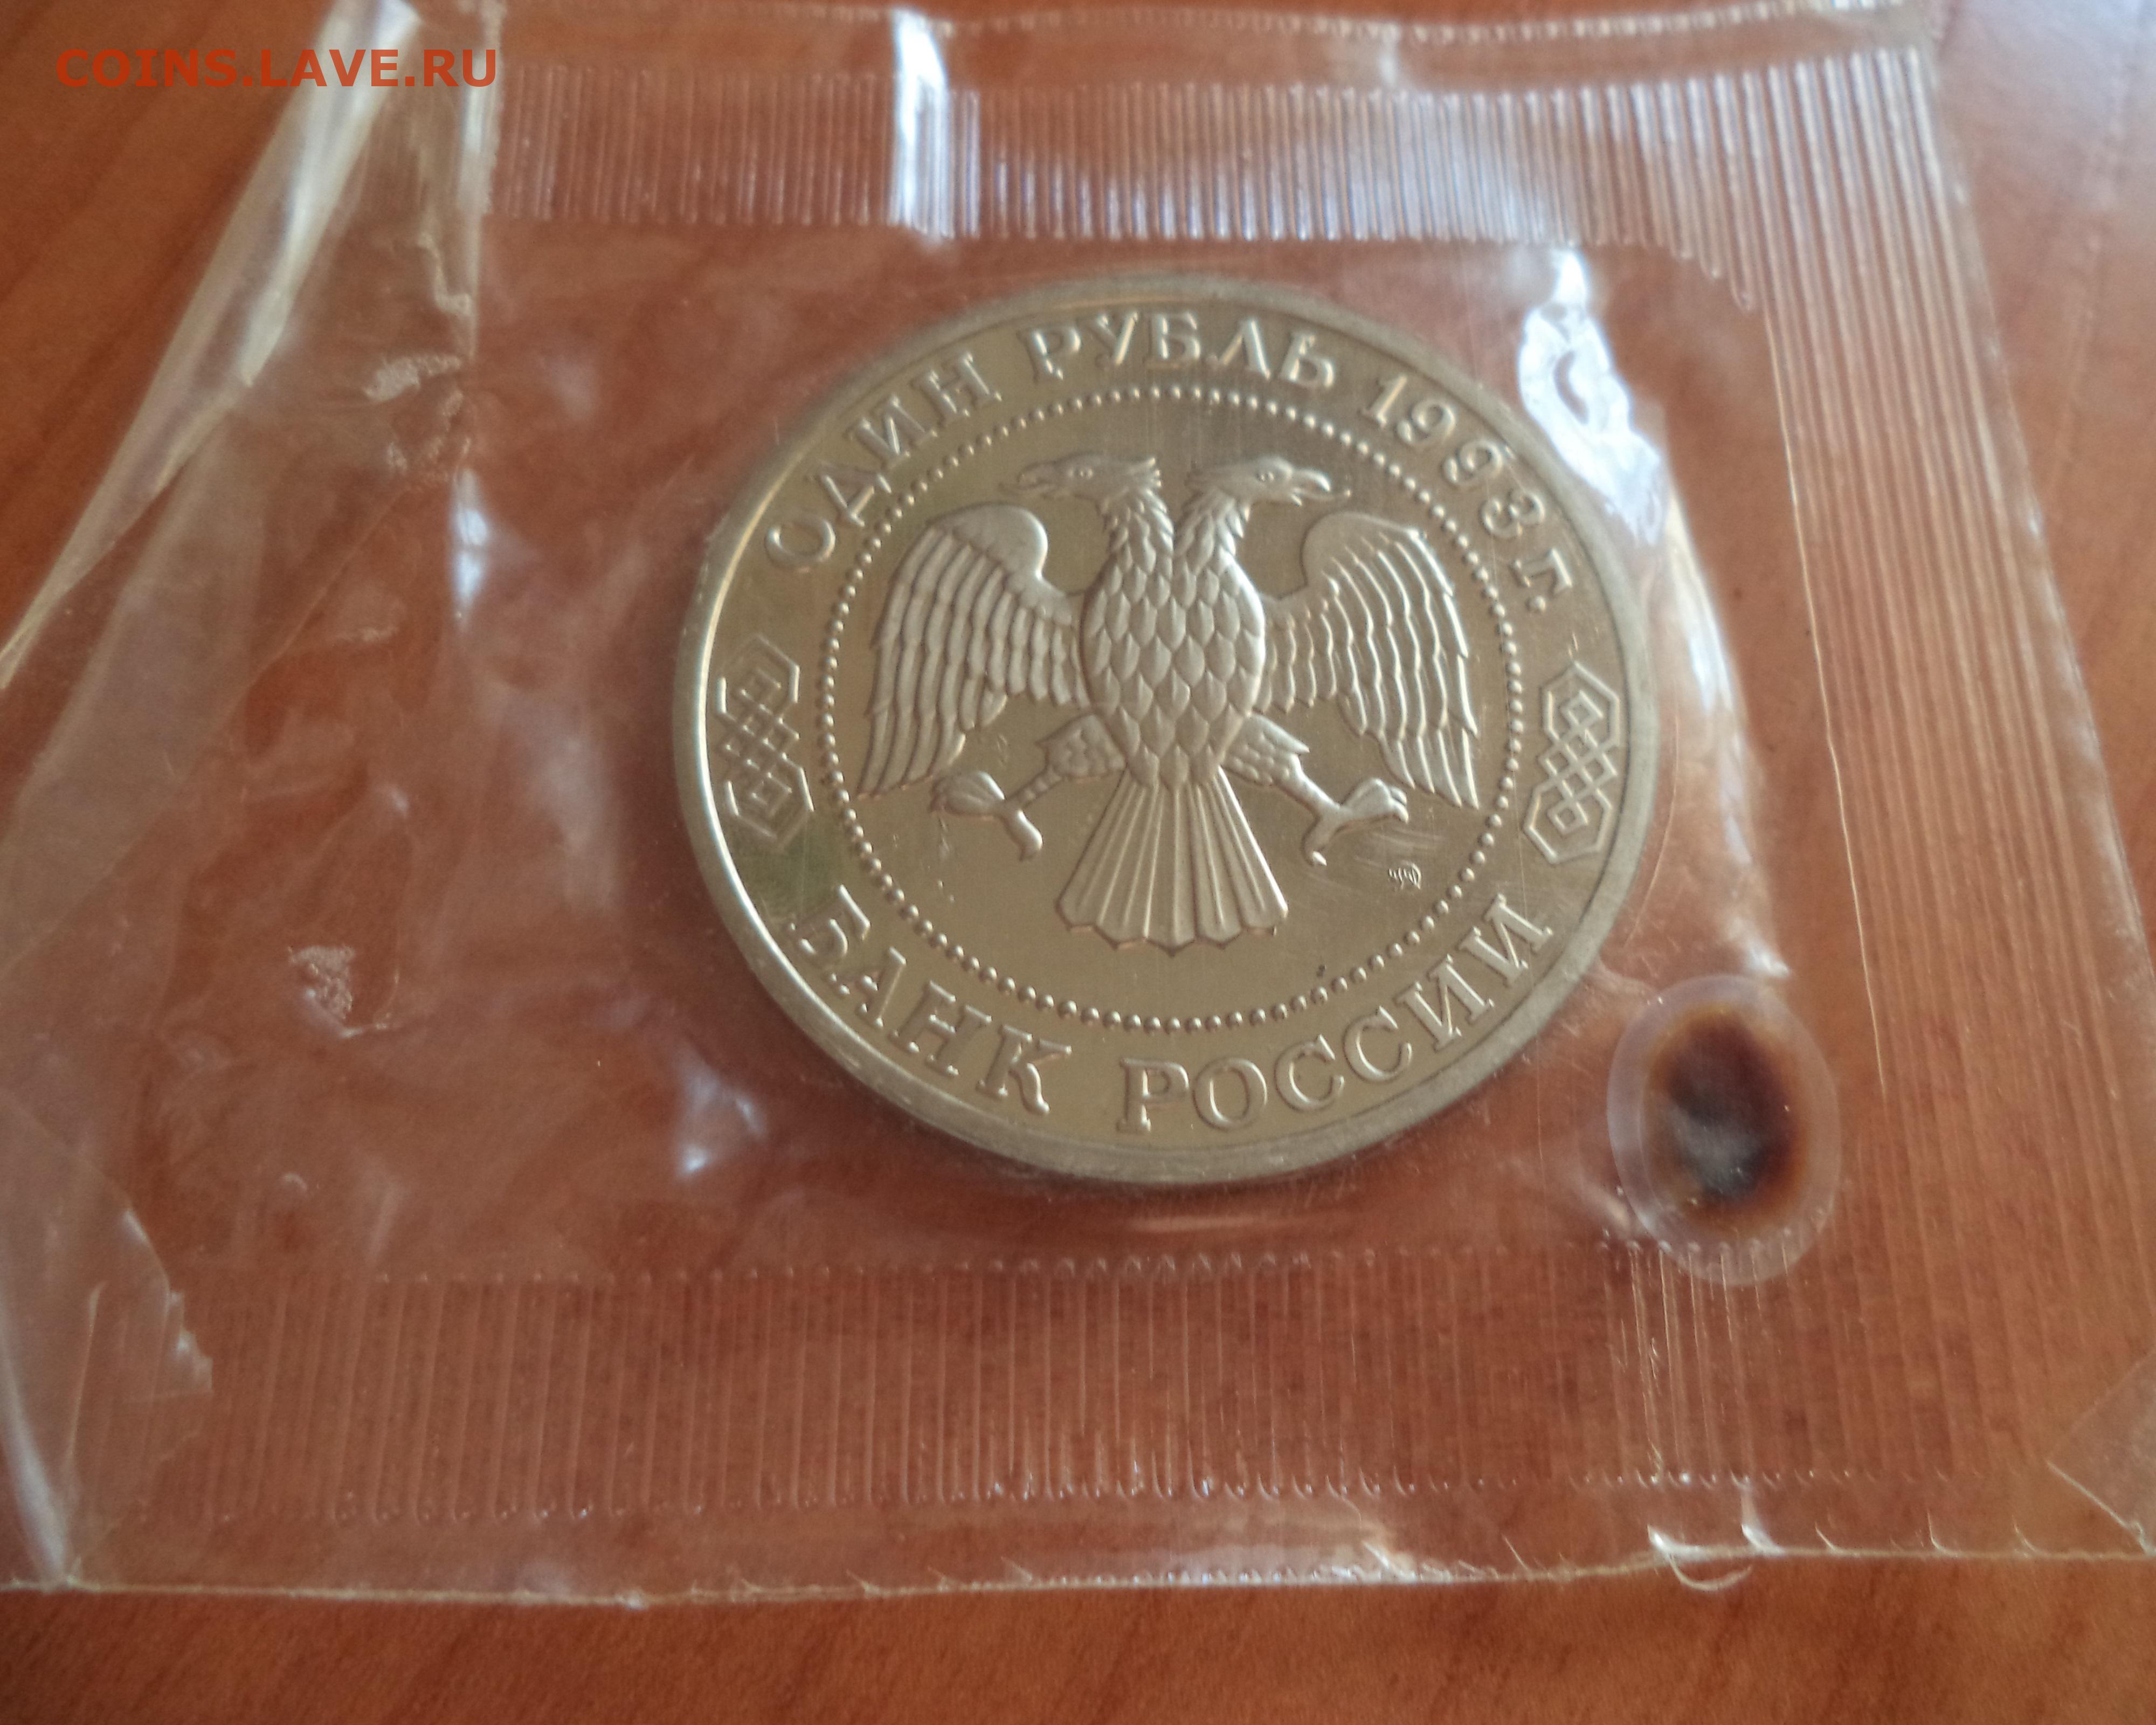 COINS.LAVE.RU
ОДИН РУБЛЬ 1993 г.
БАНК РОССИИ